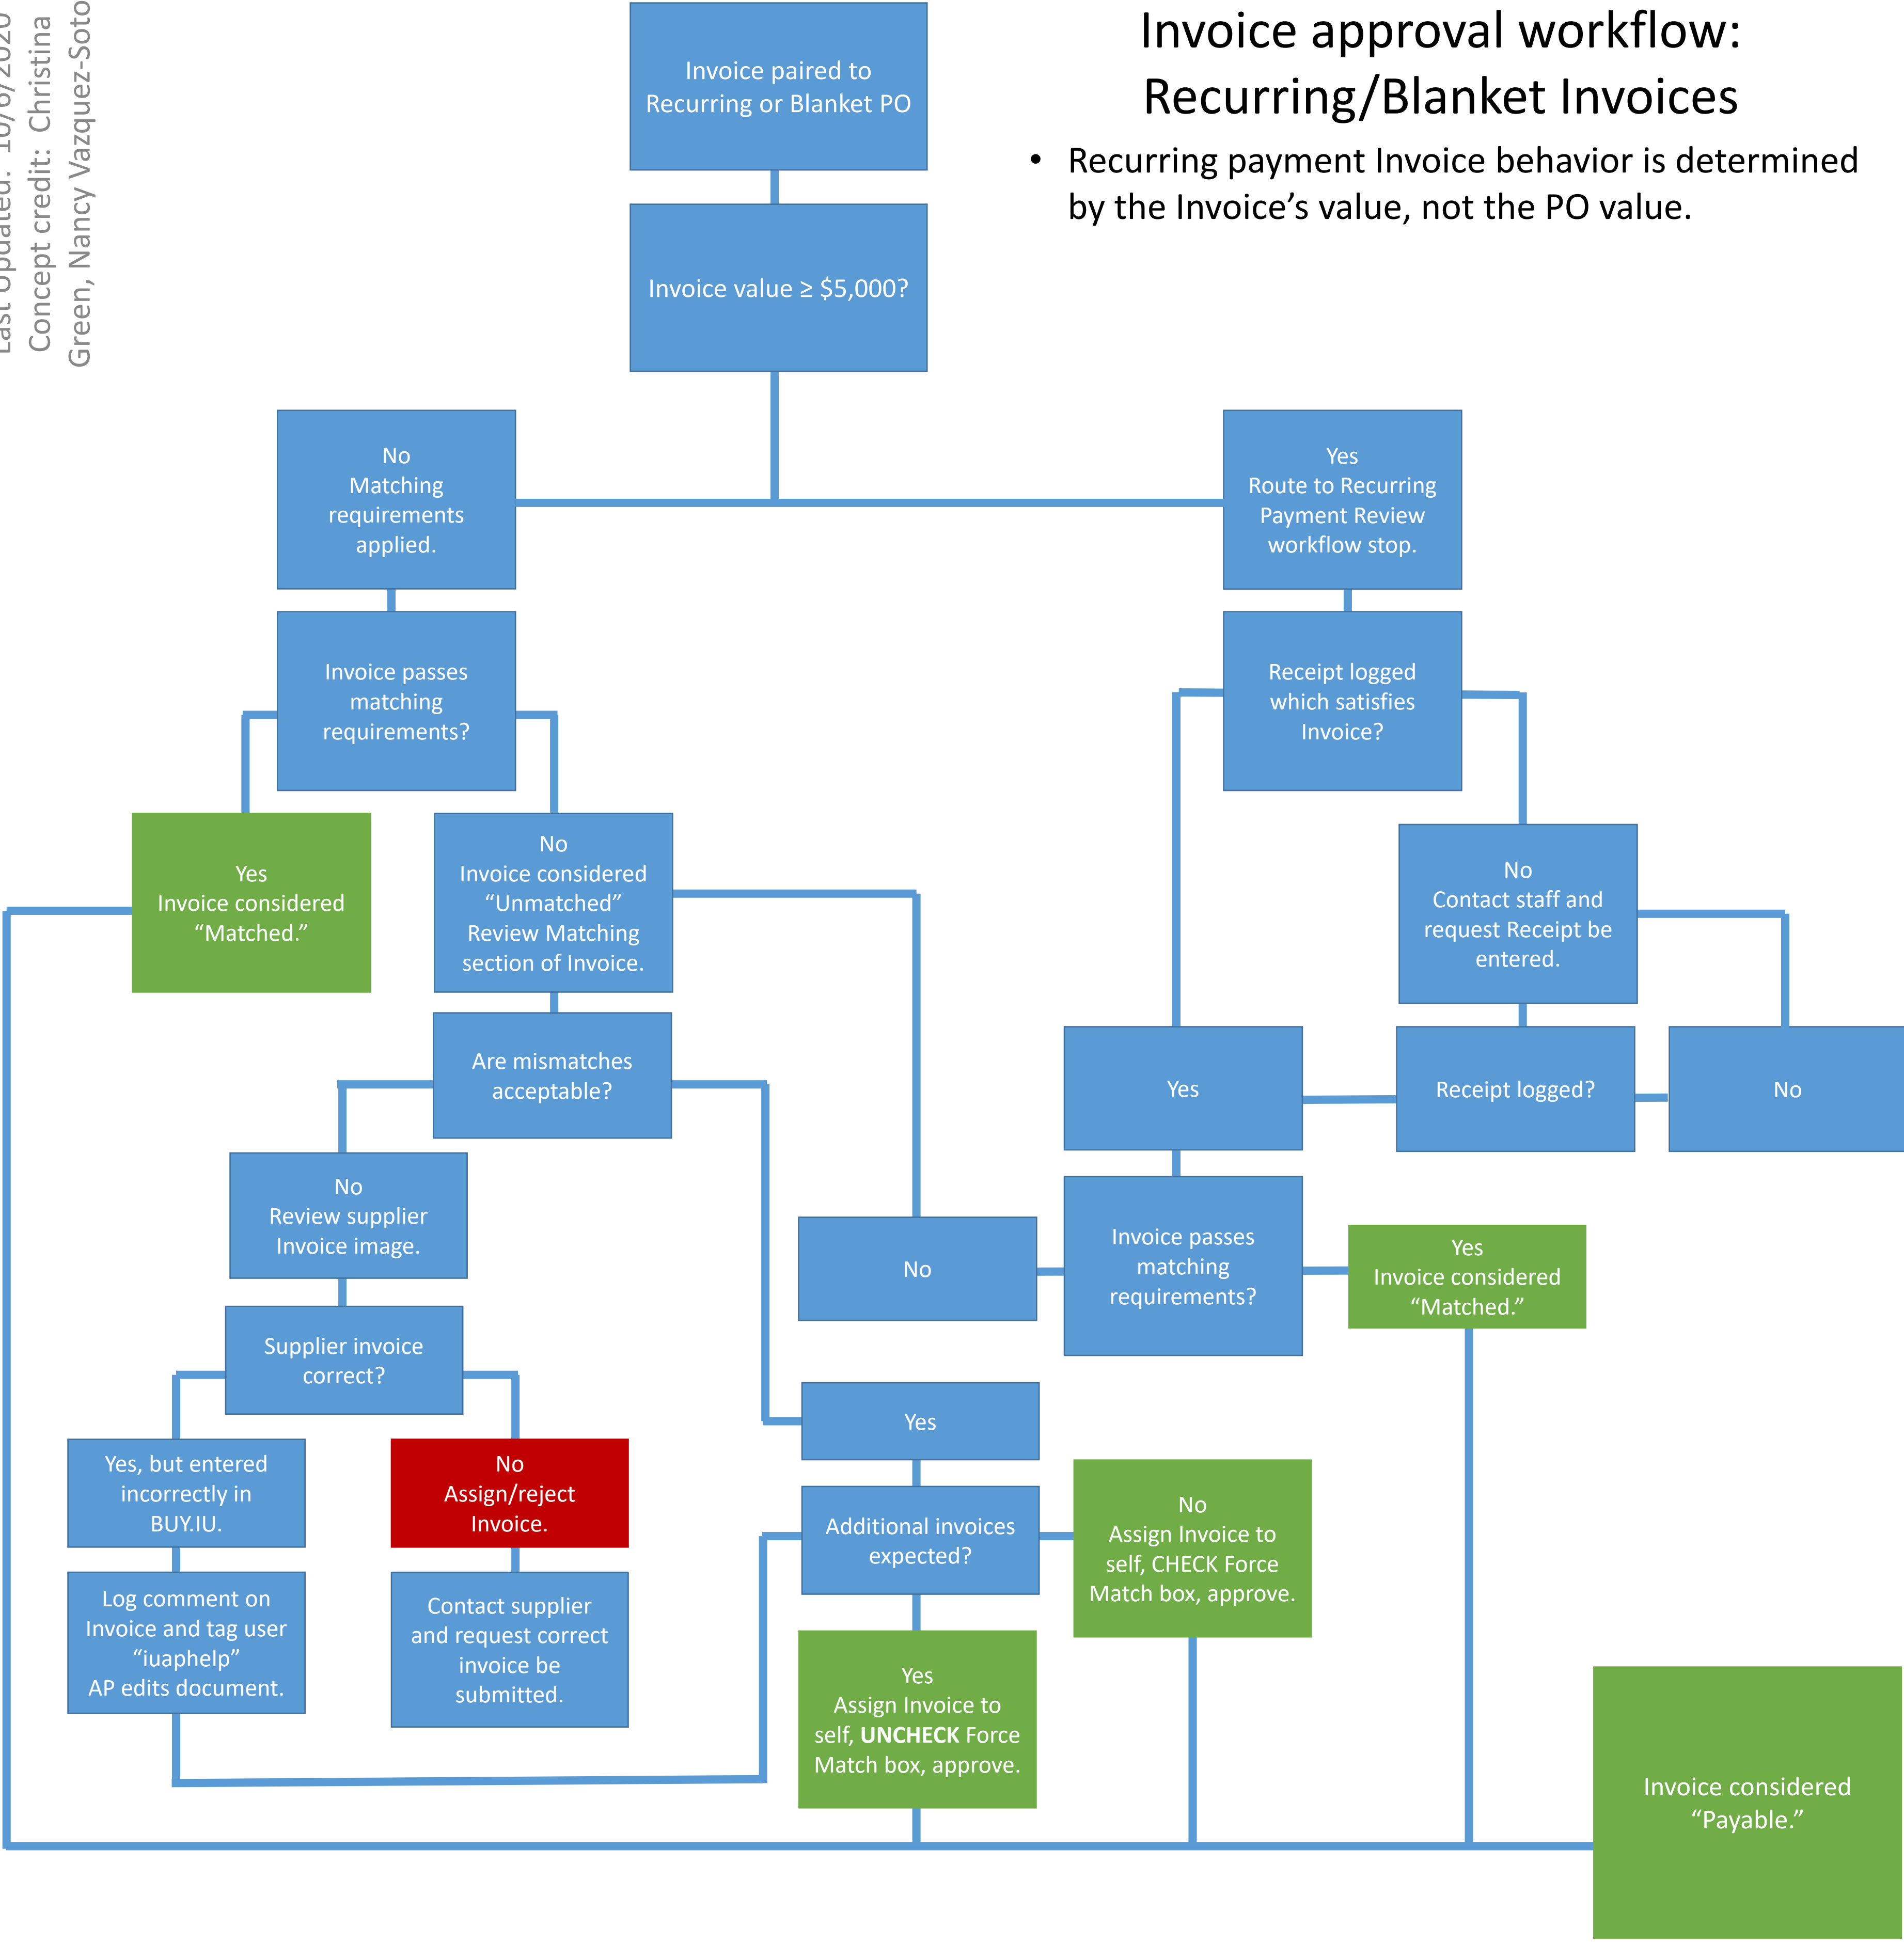 Last Updated: 10/6/2020
Concept credit: Christina
Green, Nancy Vazquez-Soto
Invoice approval workflow:
Recurring/Blanket Invoices
• Recurring payment Invoice behavior is determined
by the Invoice’s value, not the PO value.
Invoice paired to
Recurring or Blanket PO
Invoice value ≥ $5,000?
No
Matching
requirements
applied.
Yes
Route to Recurring
Payment Review
workflow stop.
Invoice passes
matching
requirements?
Receipt logged
which satisfies
Invoice?
Yes
Invoice considered
“Matched.”
No
Invoice considered
“Unmatched”
Review Matching
section of Invoice.
No
Contact staff and
request Receipt be
entered.
Are mismatches
acceptable?
Yes
Receipt logged?
No
No
Review supplier
Invoice image.
No
Invoice passes
matching
requirements?
Yes
Invoice considered
“Matched.”
Supplier invoice
correct?
Yes
Yes, but entered
incorrectly in
BUY.IU.
No
Assign/reject
Invoice.
Additional invoices
expected?
No
Assign Invoice to
self, CHECK Force
Match box, approve.
Log comment on
Invoice and tag user
“iuaphelp”
AP edits document.
Contact supplier
and request correct
invoice be
submitted.
Yes
Assign Invoice to
self, UNCHECK Force
Match box, approve.
Invoice considered
“Payable.”